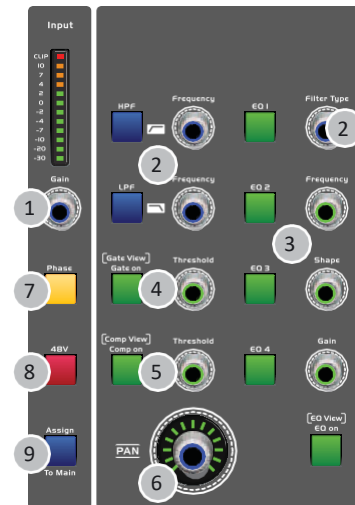 Input
CLIP
10
7
4
2
0
-2
-4
-7
-10
-20
-30
Gain
1
Phase
7
48V
8
Assign
9
To Main
HPF
Frequency
EQ 1
Filter Type
2
2
LPF
Frequency
EQ 2
Frequency
3
[Gate View]
Gate on
Threshold
EQ 3
Shape
4
[Comp View]
Comp on
Threshold
EQ 4
Gain
5
PAN
6
[EQ View]
EQ on